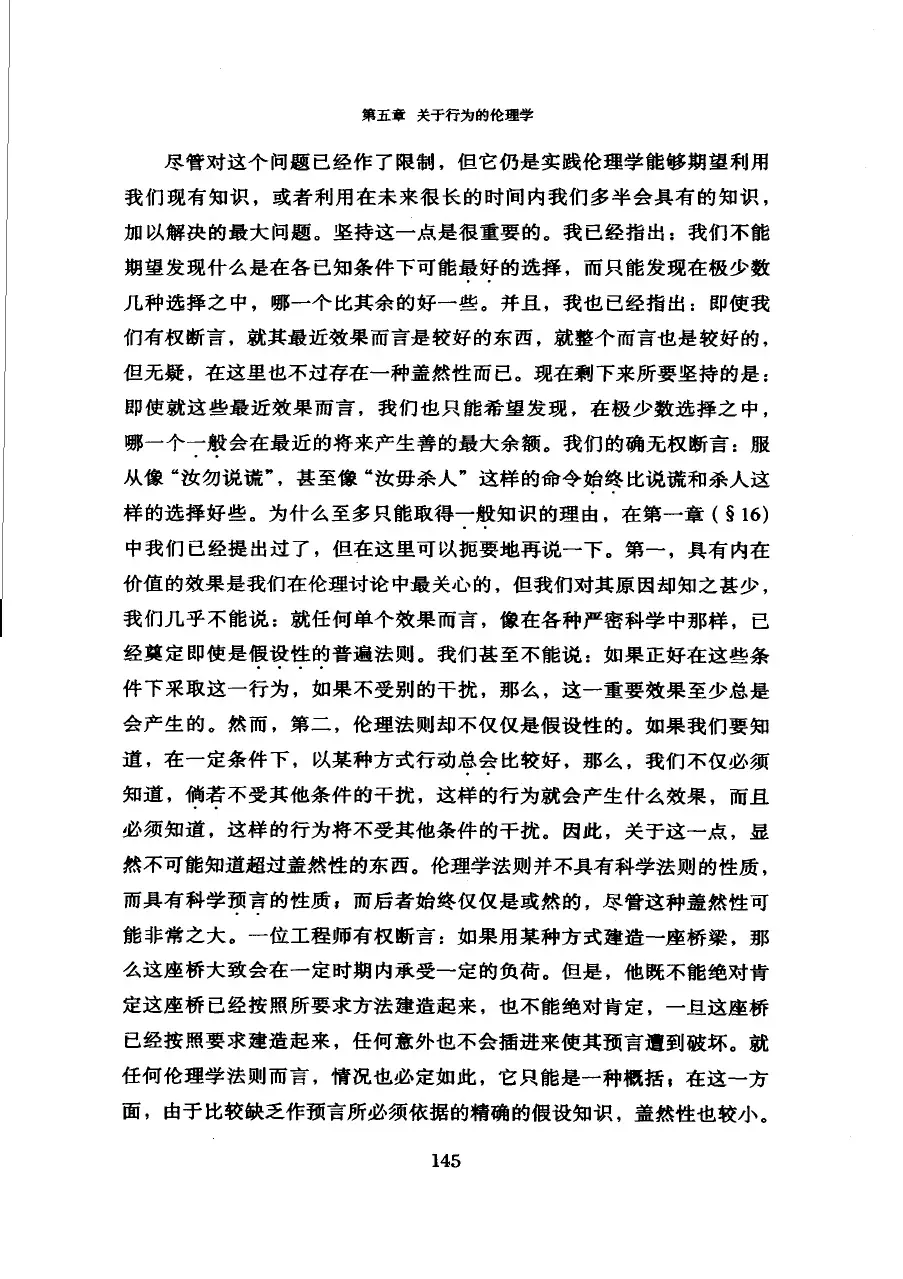 第五章 关于行为的伦理学
尽管对这个问题已经作了限制，但它仍是实践伦理学能够期望利用
我们现有知识，或者利用在未来很长的时间内我们多半会具有的知识，
加以解决的最大问题。坚持这一点是很重要的。我已经指出：我们不能
期望发现什么是在各已知条件下可能最好的选择，而只能发现在极少数
几种选择之中，哪一个比其余的好一些。并且，我也已经指出：即使我
们有权断言，就其最近效果而言是较好的东西，就整个而言也是较好的，
但无疑，在这里也不过存在一种盖然性而已。现在剩下来所要坚持的是：
即使就这些最近效果而言，我们也只能希望发现，在极少数选择之中，
哪一个一般会在最近的将来产生善的最大余额。我们的确无权断言：服
从像“汝勿说谎”，甚至像“汝毋杀人”这样的命令始终比说谎和杀人这
样的选择好些。为什么至多只能取得一般知识的理由，在第一章（§16）
中我们已经提出过了，但在这里可以扼要地再说一下。第一，具有内在
价值的效果是我们在伦理讨论中最关心的，但我们对其原因却知之甚少，
我们几乎不能说：就任何单个效果而言，像在各种严密科学中那样，已
经奠定即使是假设性的普遍法则。我们甚至不能说：如果正好在这些条
件下采取这一行为，如果不受别的干扰，那么，这一重要效果至少总是
会产生的。然而，第二，伦理法则却不仅仅是假设性的。如果我们要知
道，在一定条件下，以某种方式行动总会比较好，那么，我们不仅必须
知道，倘若不受其他条件的干扰，这样的行为就会产生什么效果，而且
必须知道，这样的行为将不受其他条件的干扰。因此，关于这一点，显
然不可能知道超过盖然性的东西。伦理学法则并不具有科学法则的性质，
而具有科学预言的性质；而后者始终仅仅是或然的，尽管这种盖然性可
能非常之大。一位工程师有权断言：如果用某种方式建造一座桥梁，那
么这座桥大致会在一定时期内承受一定的负荷。但是，他既不能绝对肯
定这座桥已经按照所要求方法建造起来，也不能绝对肯定，一旦这座桥
已经按照要求建造起来，任何意外也不会插进来使其预言遭到破坏。就
任何伦理学法则而言，情况也必定如此，它只能是一种概括；在这一方
面，由于比较缺乏作预言所必须依据的精确的假设知识，盖然性也较小。
145